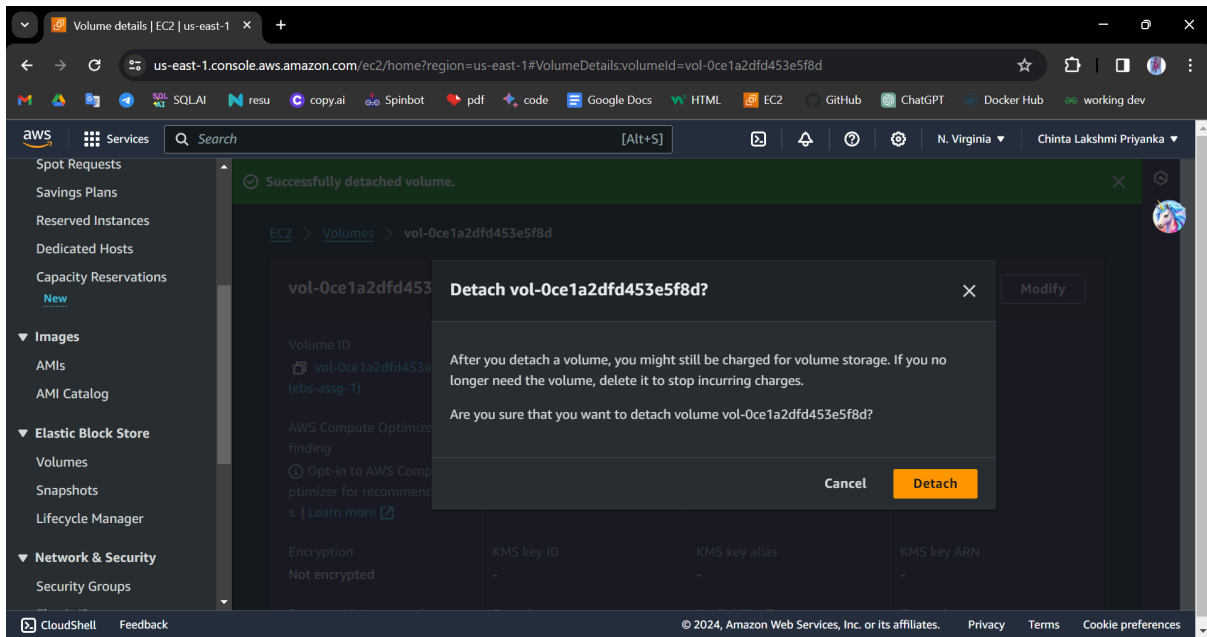 Volume details | EC2 | us-east-1
us-east-1.console.aws.amazon.com/ec2/home?region=us-east-1#VolumeDetails:volumeId=vol-0ce1a2dfd453e5f8d
SQL.AI resu copy.ai Spinbot pdf code Google Docs HTML EC2 GitHub ChatGPT Docker Hub working dev
aws Services Search [Alt+S] N. Virginia Chinta Lakshmi Priyanka
Spot Requests
Savings Plans
Reserved Instances
Dedicated Hosts
Capacity Reservations
New
Images
AMIs
AMI Catalog
Elastic Block Store
Volumes
Snapshots
Lifecycle Manager
Network & Security
Security Groups
Successfully detached volume.
EC2 > Volumes > vol-0ce1a2dfd453e5f8d
vol-0ce1a2dfd453
Modify
Volume ID
vol-0ce1a2dfd453e
(ebs-assg-1)
AWS Compute Optimize
finding
Opt-in to AWS Comp
ptimizer for recommenc
s. | Learn more
Encryption
Not encrypted
KMS key ID
-
KMS key alias
-
KMS key ARN
-
Detach vol-0ce1a2dfd453e5f8d?
After you detach a volume, you might still be charged for volume storage. If you no
longer need the volume, delete it to stop incurring charges.
Are you sure that you want to detach volume vol-0ce1a2dfd453e5f8d?
Cancel Detach
CloudShell Feedback © 2024, Amazon Web Services, Inc. or its affiliates. Privacy Terms Cookie preferences